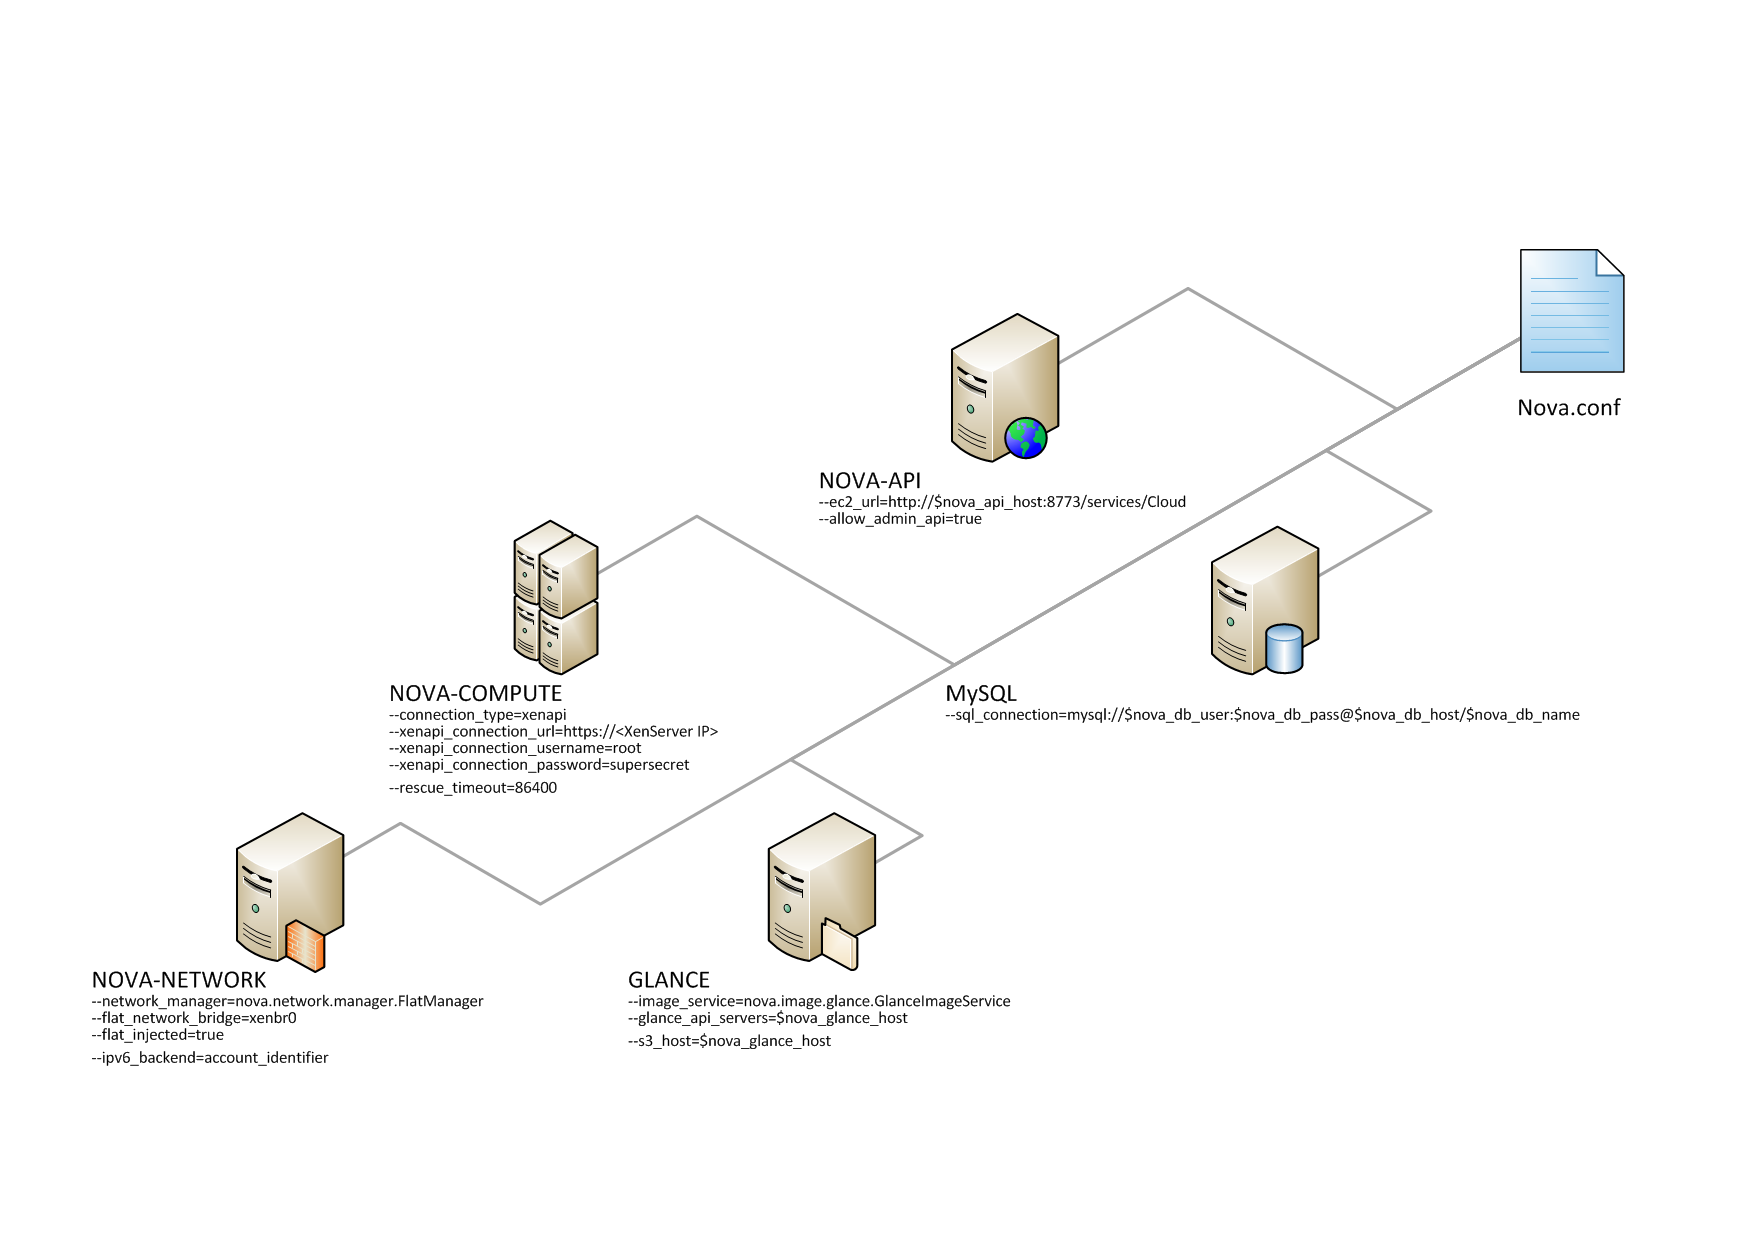 Nova.conf
NOVA-API
--ec2_url=http://$nova_api_host:8773/services/Cloud
--allow_admin_api=true
NOVA-COMPUTE
--connection_type=xenapi
--xenapi_connection_url=https://<XenServer IP>
--xenapi_connection_username=root
--xenapi_connection_password=supersecret
--rescue_timeout=86400
MySQL
--sql_connection=mysql://$nova_db_user:$nova_db_pass@$nova_db_host/$nova_db_name
NOVA-NETWORK
--network_manager=nova.network.manager.FlatManager
--flat_network_bridge=xenbr0
--flat_injected=true
--ipv6_backend=account_identifier
GLANCE
--image_service=nova.image.glance.GlanceImageService
--glance_api_servers=$nova_glance_host
--s3_host=$nova_glance_host